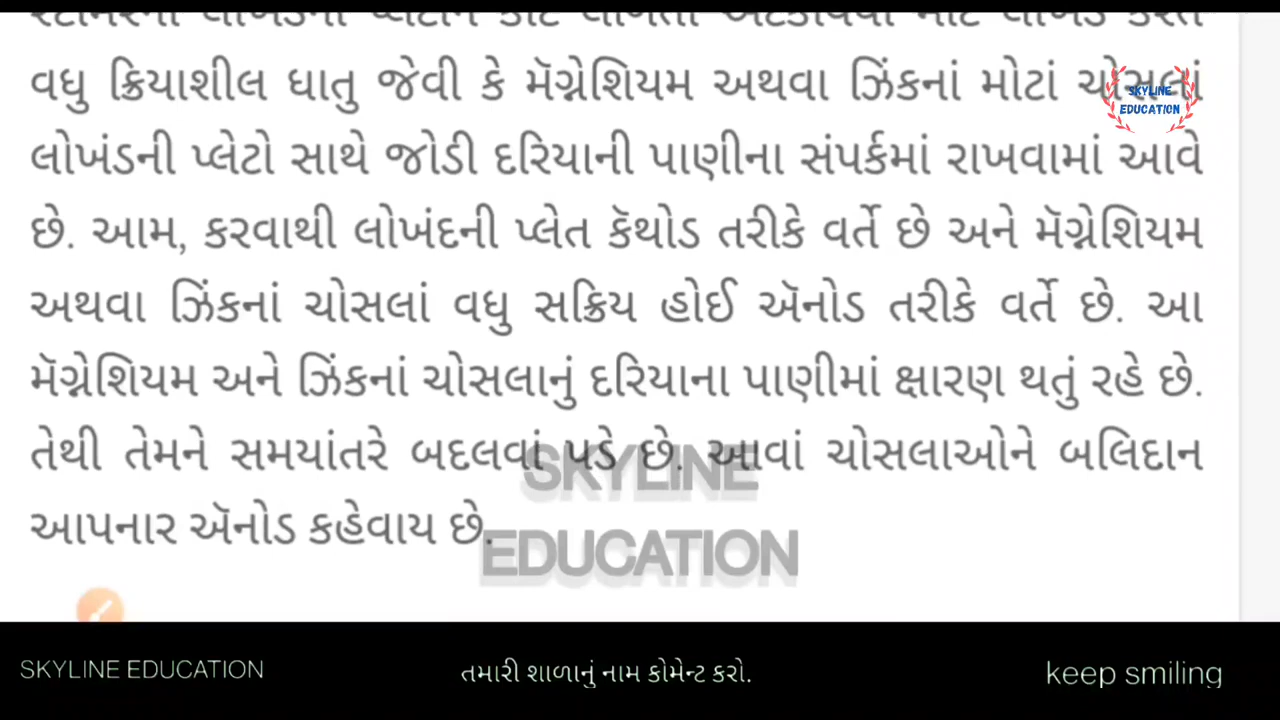 વધુ ક્રિયાશીલ ધાતુ જેવી કે મૅગ્નેશિયમ અથવા ઝિંકનાં મોટાં ચોસલાં
SKYLINE
EDUCATION
લોખંડની પ્લેટો સાથે જોડી દરિયાની પાણીના સંપર્કમાં રાખવામાં આવે
છે. આમ, કરવાથી લોખંદની પ્લેત કૅથોડ તરીકે વર્તે છે અને મૅગ્નેશિયમ
અથવા ઝિંકનાં ચોસલાં વધુ સક્રિય હોઈ ઍનોડ તરીકે વર્તે છે. આ
મૅગ્નેશિયમ અને ઝિંકનાં ચોસલાનું દરિયાના પાણીમાં ક્ષારણ થતું રહે છે.
તેથી તેમને સમયાંતરે બદલવાં પડે છે. આવાં ચોસલાઓને બલિદાન
આપનાર ઍનોડ કહેવાય છે.
SKYLINE
EDUCATION
SKYLINE EDUCATION
તમારી શાળાનું નામ કોમેન્ટ કરો.
keep smiling